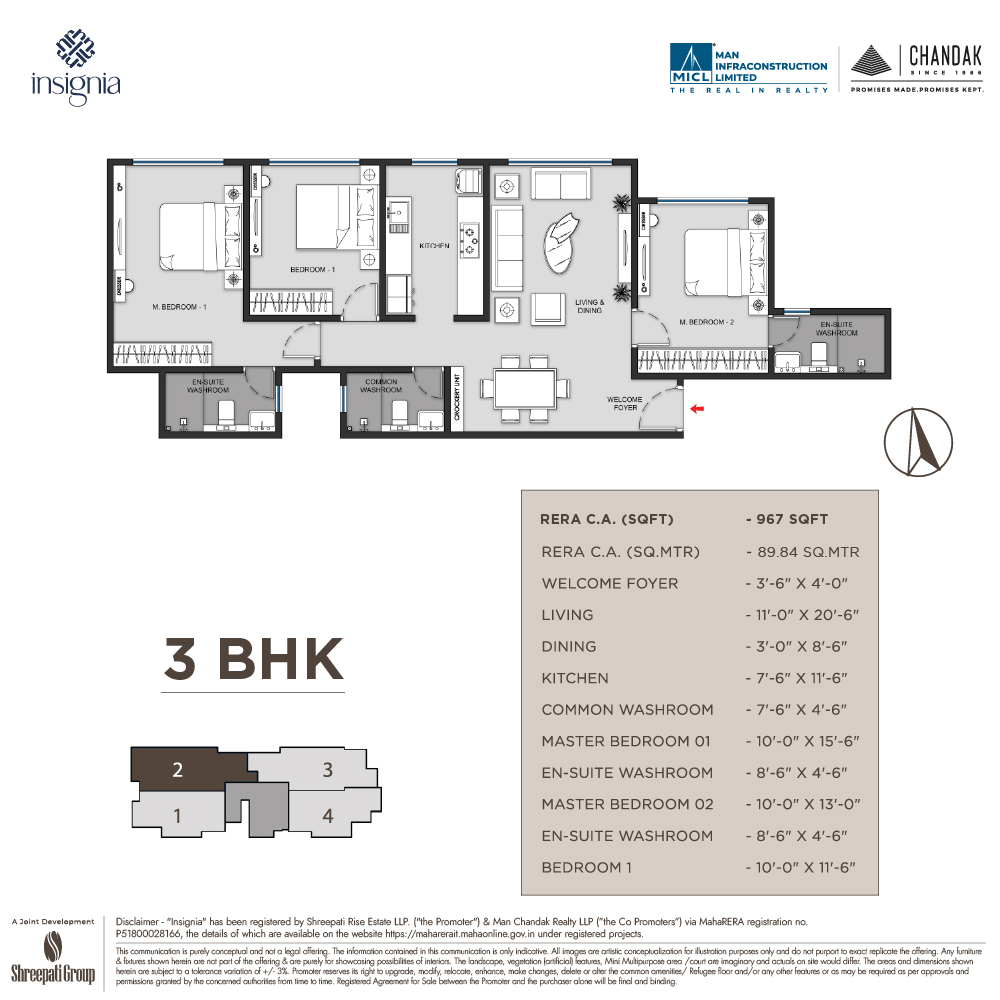 insignia
MICL
MAN
INFRACONSTRUCTION
LIMITED
THE REAL IN REALTY
CHANDAK
SINCE 1986
PROMISES MADE.PROMISES KEPT.
DRESSER
DRESSER
DRESSER
M. BEDROOM - 1
BEDROOM - 1
KITCHEN
LIVING &
DINING
M. BEDROOM - 2
EN-SUITE
WASHROOM
EN-SUITE
WASHROOM
COMMON
WASHROOM
CROCKERY UNIT
WELCOME
FOYER
RERA C.A. (SQFT) - 967 SQFT
RERA C.A. (SQ.MTR) - 89.84 SQ.MTR
WELCOME FOYER - 3'-6" X 4'-0"
LIVING - 11'-0" X 20'-6"
DINING - 3'-0" X 8'-6"
KITCHEN - 7'-6" X 11'-6"
COMMON WASHROOM - 7'-6" X 4'-6"
MASTER BEDROOM 01 - 10'-0" X 15'-6"
EN-SUITE WASHROOM - 8'-6" X 4'-6"
MASTER BEDROOM 02 - 10'-0" X 13'-0"
EN-SUITE WASHROOM - 8'-6" X 4'-6"
BEDROOM 1 - 10'-0" X 11'-6"
3 BHK
2
3
1
4
A Joint Development
Shreepati Group
Disclaimer - "Insignia" has been registered by Shreepati Rise Estate LLP. ("the Promoter") & Man Chandak Realty LLP ("the Co Promoters") via MahaRERA registration no.
P51800028166, the details of which are available on the website https://maharerait.mahaonline.gov.in under registered projects.
This communication is purely conceptual and not a legal offering. The information contained in this communication is only indicative. All images are artistic conceptualization for illustration purposes only and do not purport to exact replicate the offering. Any furniture
& fixtures shown herein are not part of the offering & are purely for showcasing possibilities of interiors. The landscape, vegetation (artificial) features, Mini Multipurpose area /court are imaginary and actuals on site would differ. The areas and dimensions shown
herein are subject to a tolerance variation of +/- 3%. Promoter reserves its right to upgrade, modify, relocate, enhance, make changes, delete or alter the common amenities/ Refugee floor and/or any other features or as may be required as per approvals and
permissions granted by the concerned authorities from time to time. Registered Agreement for Sale between the Promoter and the purchaser alone will be final and binding.